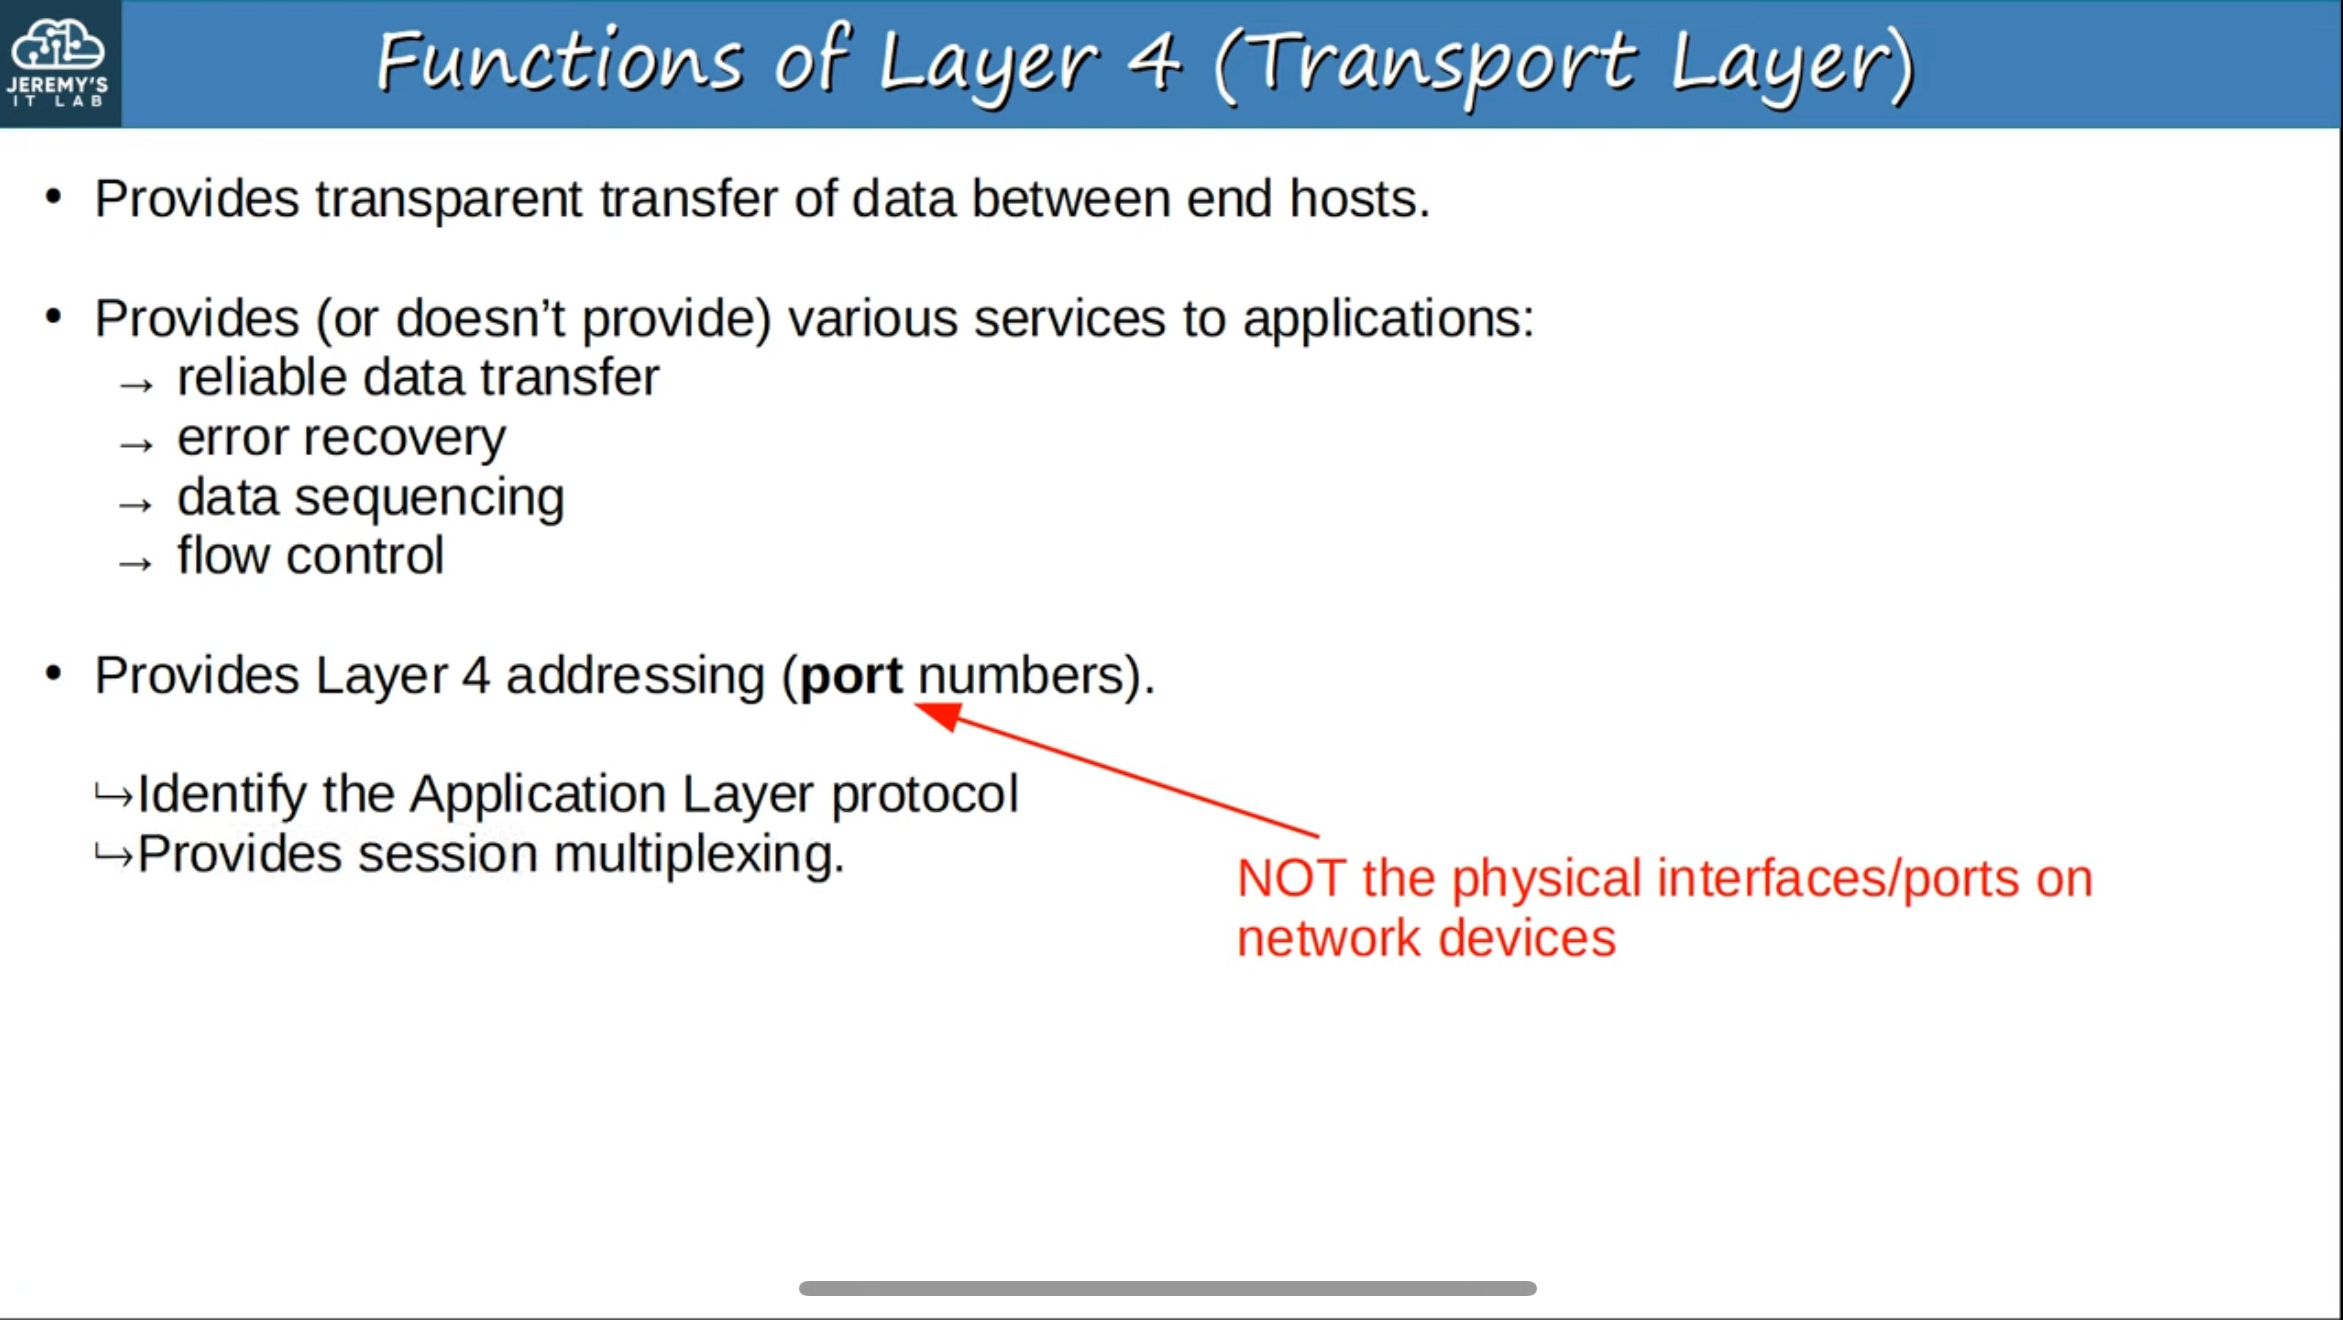 JEREMY'S
IT LAB
Functions of Layer 4 (Transport Layer)
• Provides transparent transfer of data between end hosts.
• Provides (or doesn’t provide) various services to applications:
→ reliable data transfer
→ error recovery
→ data sequencing
→ flow control
• Provides Layer 4 addressing (port numbers).
↪Identify the Application Layer protocol
↪Provides session multiplexing.
NOT the physical interfaces/ports on
network devices